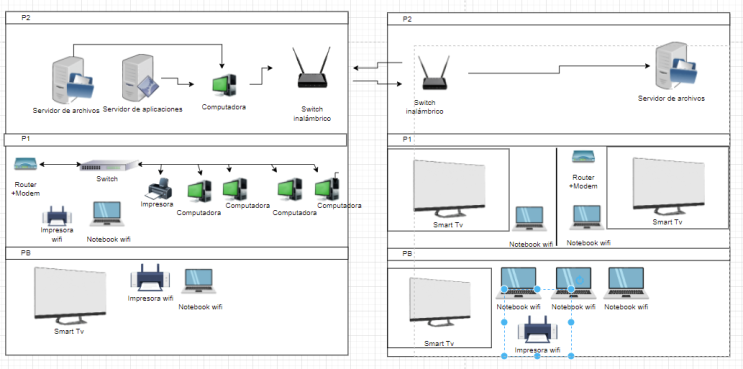 P2
Servidor de archivos
Servidor de aplicaciones
Computadora
Switch
inalámbrico
P1
Router
+Modem
Switch
Impresora
Computadora
Computadora
Computadora
Computadora
Impresora
wifi
Notebook wifi
PB
Smart Tv
Impresora wifi
Notebook
wifi
P2
Switch
inalámbrico
Servidor de archivos
P1
Smart Tv
Notebook wifi
Router
+Modem
Notebook wifi
Smart Tv
PB
Smart Tv
Notebook wifi
Notebook wifi
Notebook wifi
Impresora wifi